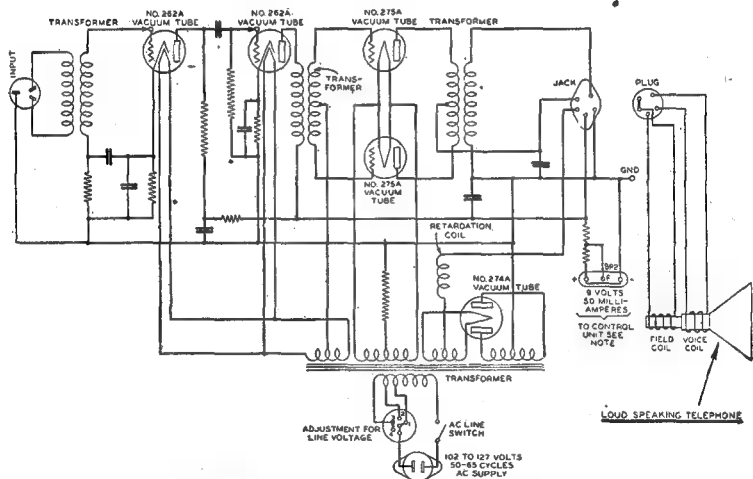 NO. 262A
VACUUM TUBE
NO. 262A
VACUUM TUBE
NO. 275A
VACUUM TUBE
TRANSFORMER
TRANSFORMER
INPUT
TRANS-
FORMER
JACK
PLUG
NO. 275A
VACUUM
TUBE
GND
RETARDATION
COIL
NO. 274A
VACUUM TUBE
+ SP2 -
F
9 VOLTS
50 MILLI-
AMPERES
TO CONTROL
UNIT SEE
NOTE
FIELD
COIL
VOICE
COIL
TRANSFORMER
LOUD SPEAKING TELEPHONE
ADJUSTMENT FOR
LINE VOLTAGE
AC LINE
SWITCH
102 TO 127 VOLTS
50-65 CYCLES
AC SUPPLY